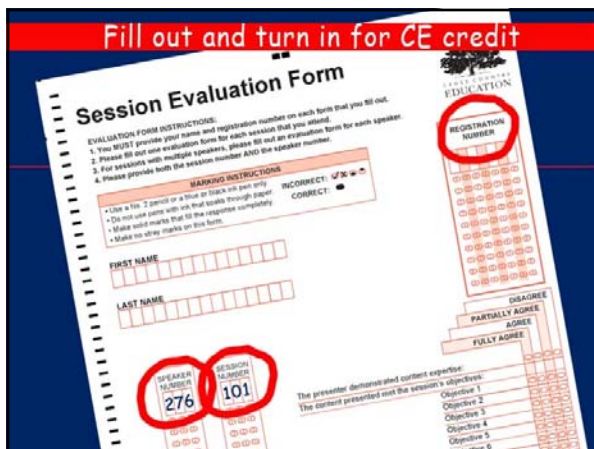 Fill out and turn in for CE credit
CROSS COUNTRY
EDUCATION
Session Evaluation Form
EVALUATION FORM INSTRUCTIONS:
1. You MUST provide your name and registration number on each form that you fill out.
2. Please fill out one evaluation form for each session that you attend.
3. For sessions with multiple speakers, please fill out an evaluation form for each speaker.
4. Please provide both the session number AND the speaker number.
REGISTRATION
NUMBER
MARKING INSTRUCTIONS
• Use a No. 2 pencil or a blue or black ink pen only.
• Do not use pens with ink that soaks through paper.
• Make solid marks that fill the response completely.
• Make no stray marks on this form.
INCORRECT:
CORRECT:
FIRST NAME
LAST NAME
DISAGREE
PARTIALLY AGREE
AGREE
FULLY AGREE
SPEAKER
NUMBER
276
SESSION
NUMBER
101
The presenter demonstrated content expertise:
The content presented met the session's objectives:
Objective 1
Objective 2
Objective 3
Objective 4
Objective 5
Objective 6